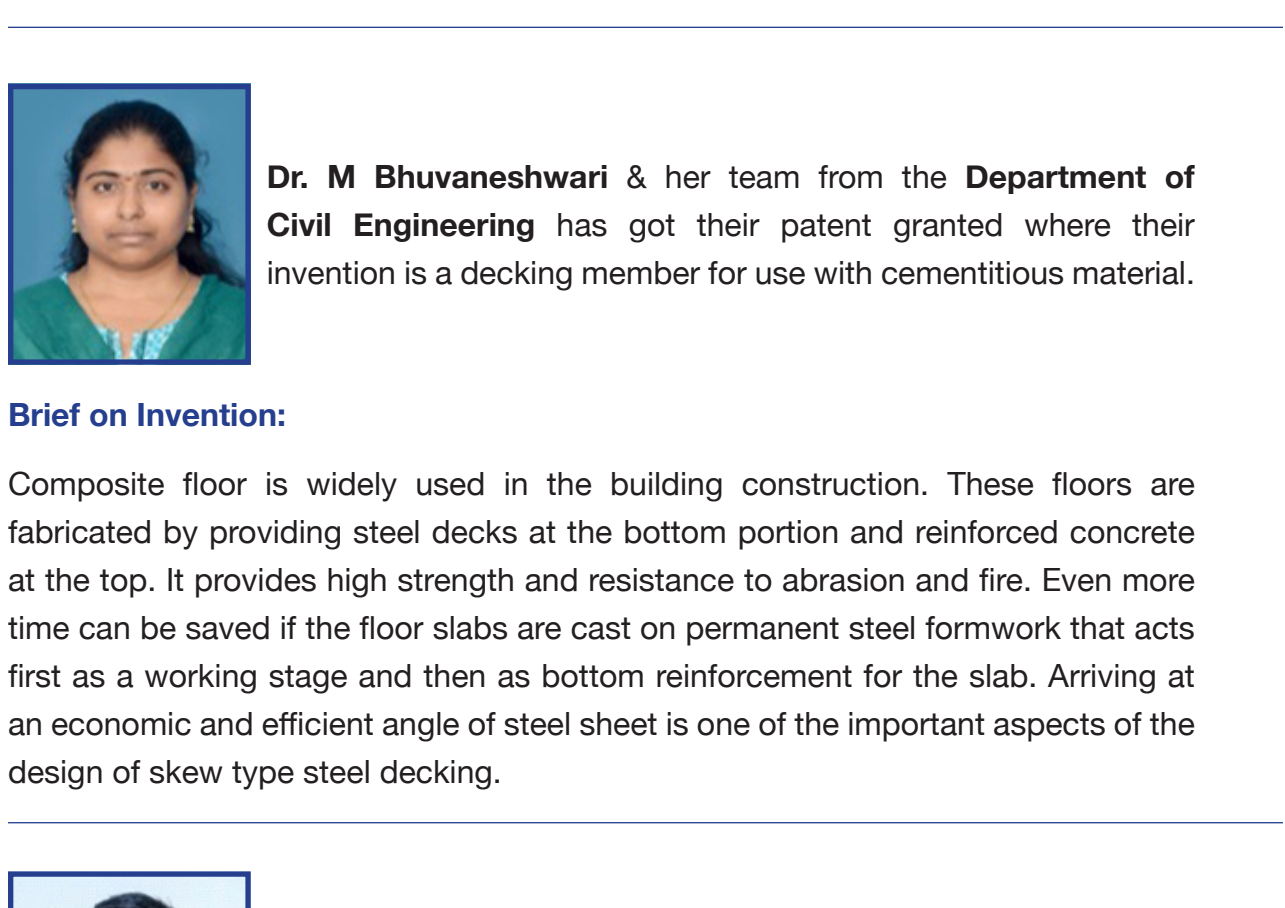 Dr. M Bhuvaneshwari & her team from the Department of
Civil Engineering has got their patent granted where their
invention is a decking member for use with cementitious material.
Brief on Invention:
Composite floor is widely used in the building construction. These floors are
fabricated by providing steel decks at the bottom portion and reinforced concrete
at the top. It provides high strength and resistance to abrasion and fire. Even more
time can be saved if the floor slabs are cast on permanent steel formwork that acts
first as a working stage and then as bottom reinforcement for the slab. Arriving at
an economic and efficient angle of steel sheet is one of the important aspects of the
design of skew type steel decking.